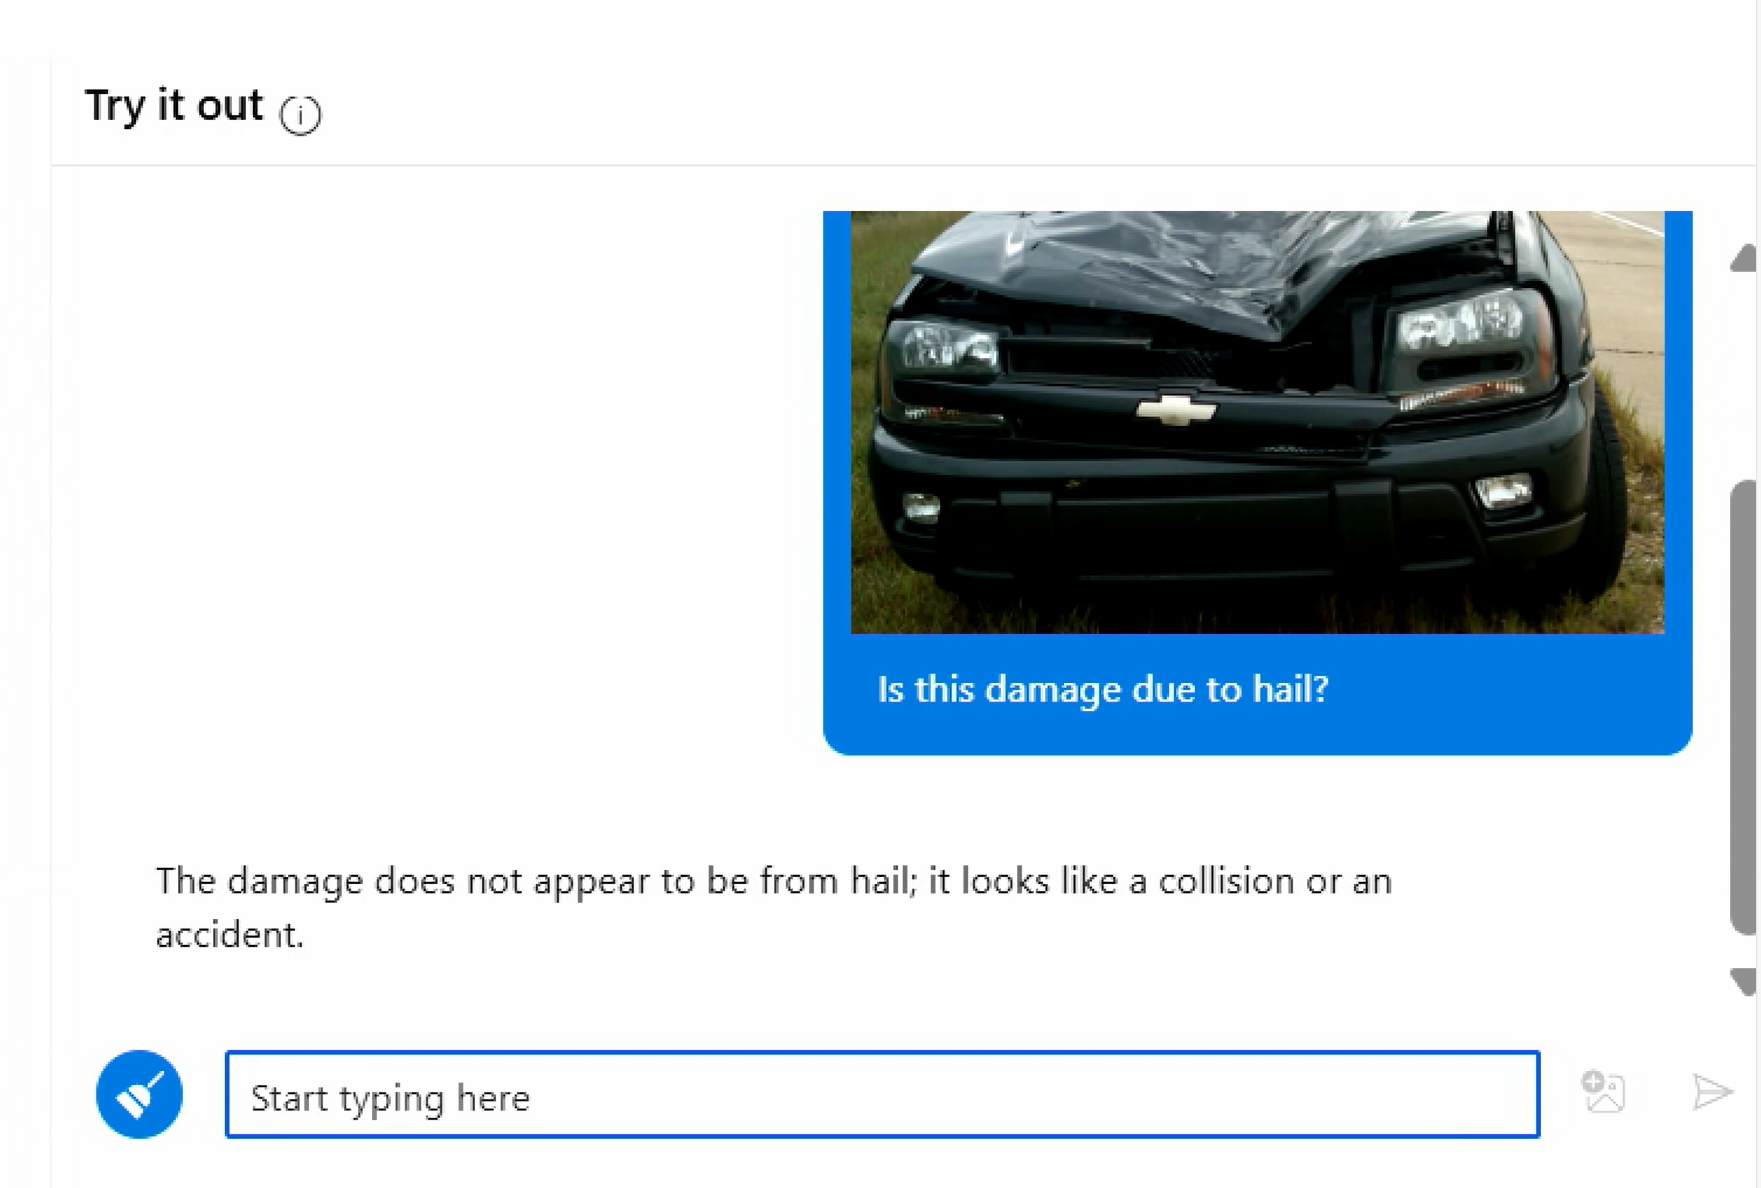 Try it out
Is this damage due to hail?
The damage does not appear to be from hail; it looks like a collision or an
accident.
Start typing here